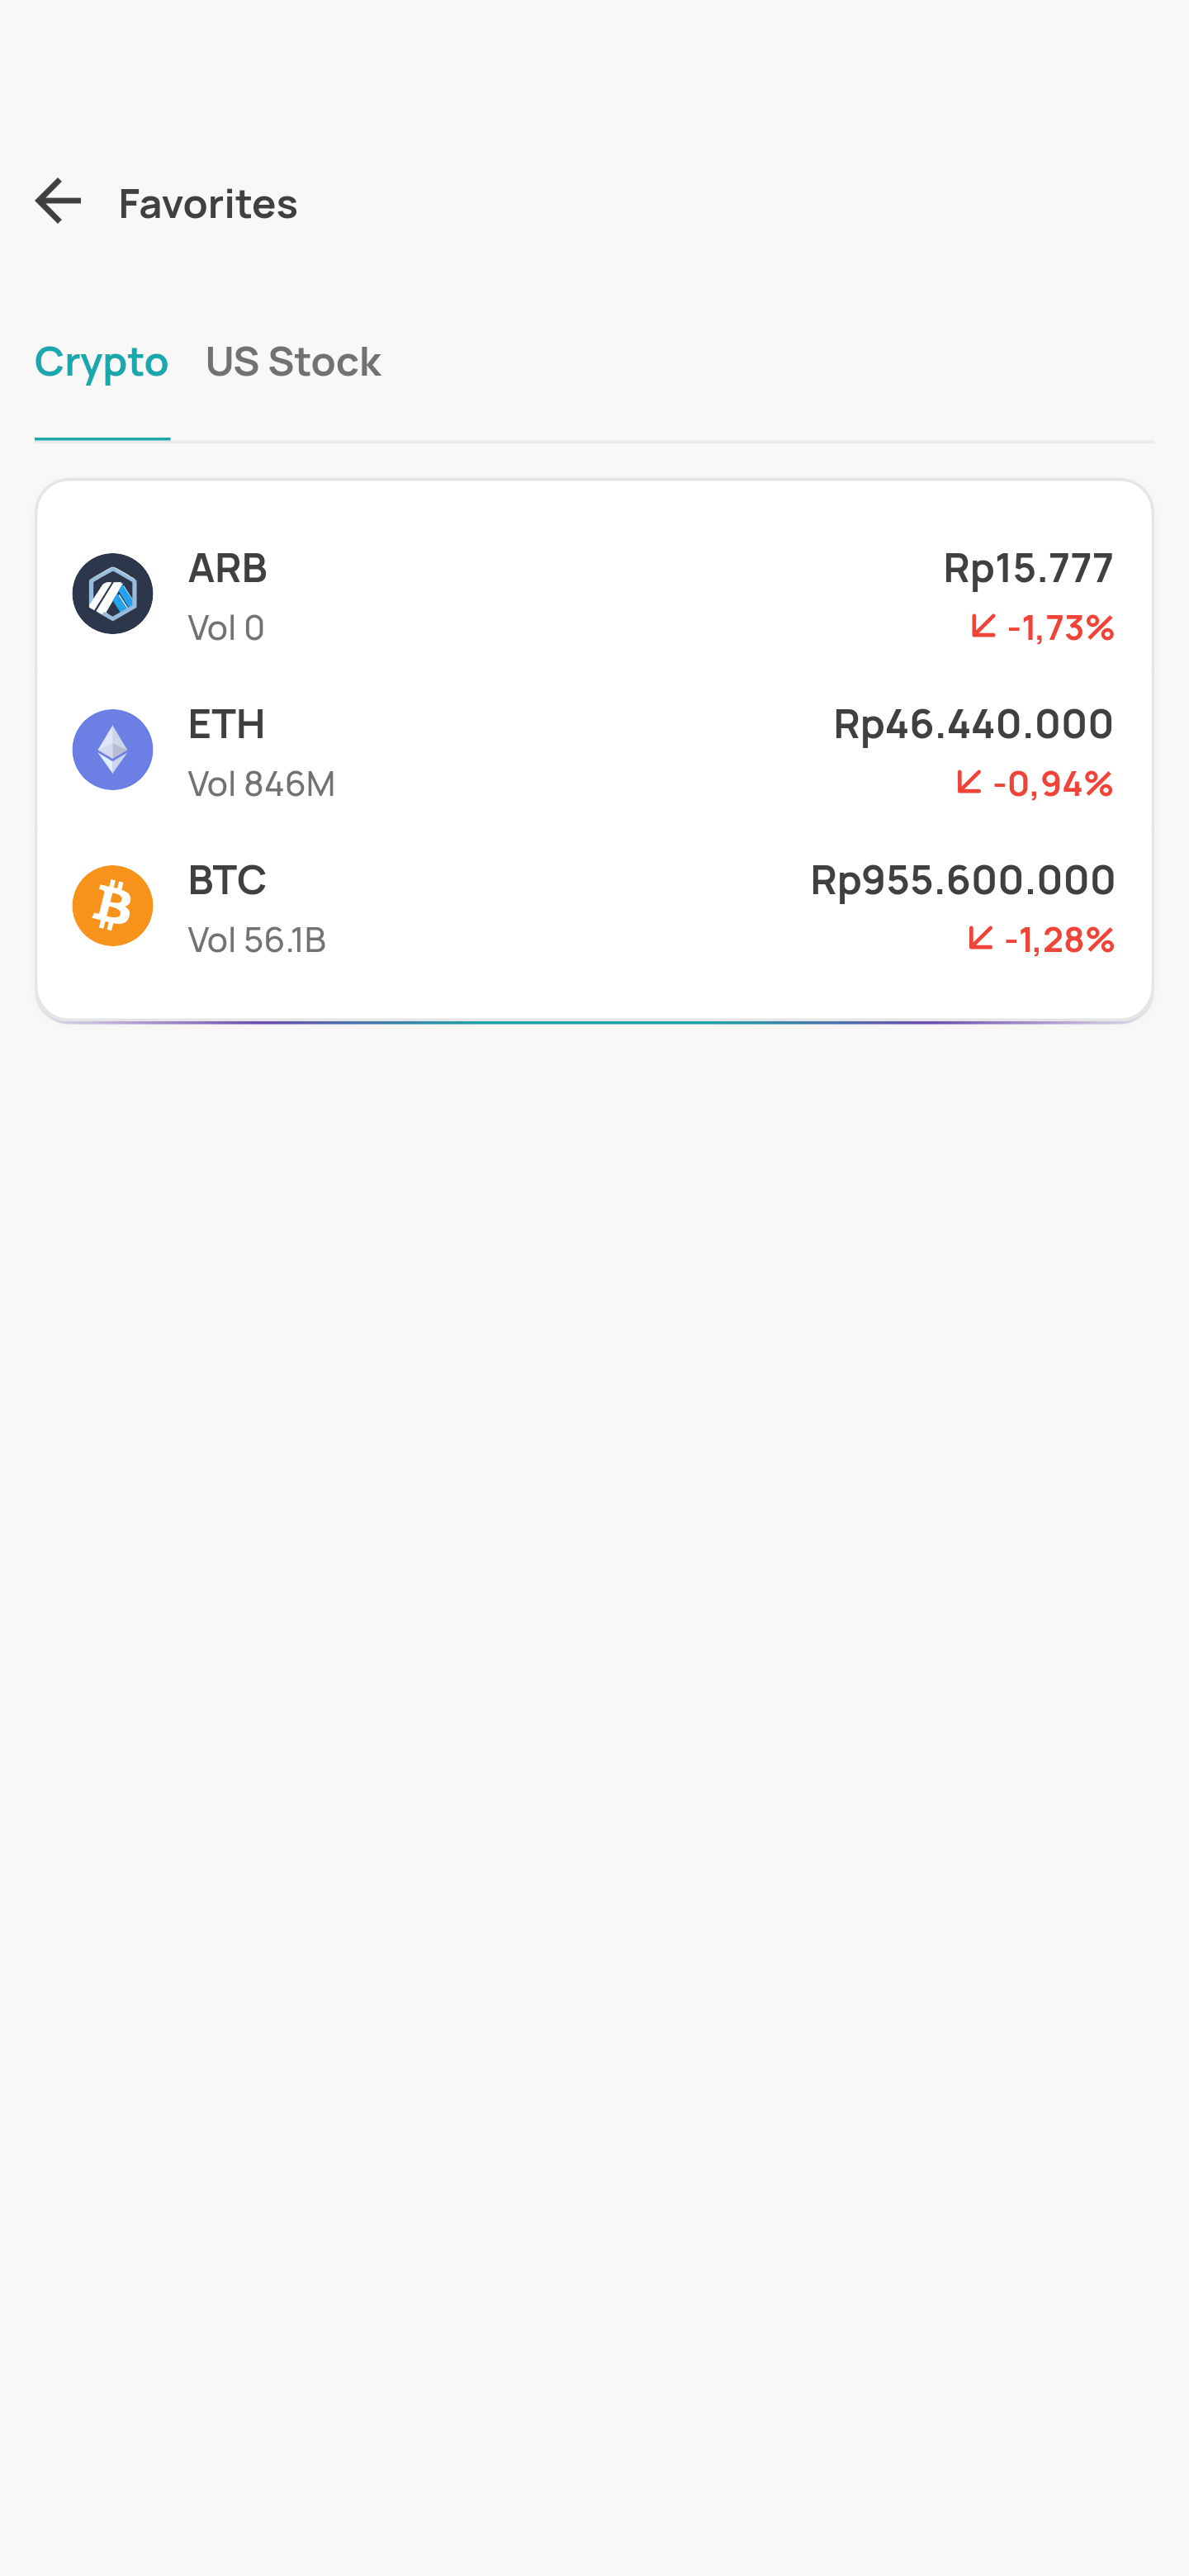 Favorites
Crypto US Stock
ARB Rp15.777
Vol 0 -1,73%
ETH Rp46.440.000
Vol 846M -0,94%
BTC Rp955.600.000
Vol 56.1B -1,28%